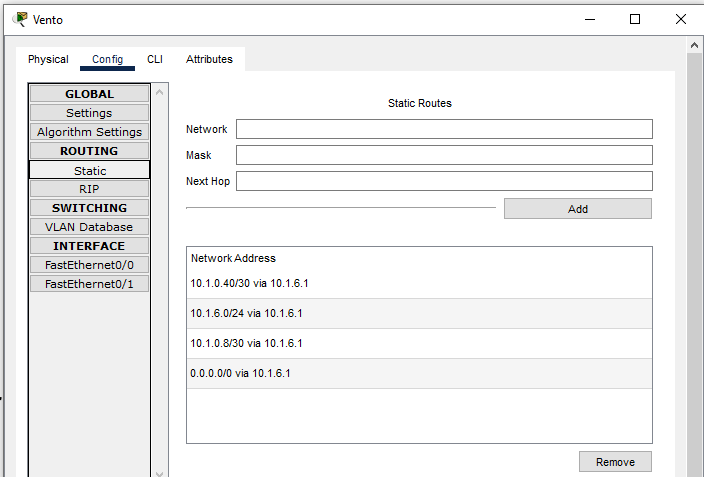 Vento
Physical Config CLI Attributes
GLOBAL
Settings
Algorithm Settings
ROUTING
Static
RIP
SWITCHING
VLAN Database
INTERFACE
FastEthernet0/0
FastEthernet0/1
Static Routes
Network
Mask
Next Hop
Add
Network Address
10.1.0.40/30 via 10.1.6.1
10.1.6.0/24 via 10.1.6.1
10.1.0.8/30 via 10.1.6.1
0.0.0.0/0 via 10.1.6.1
Remove